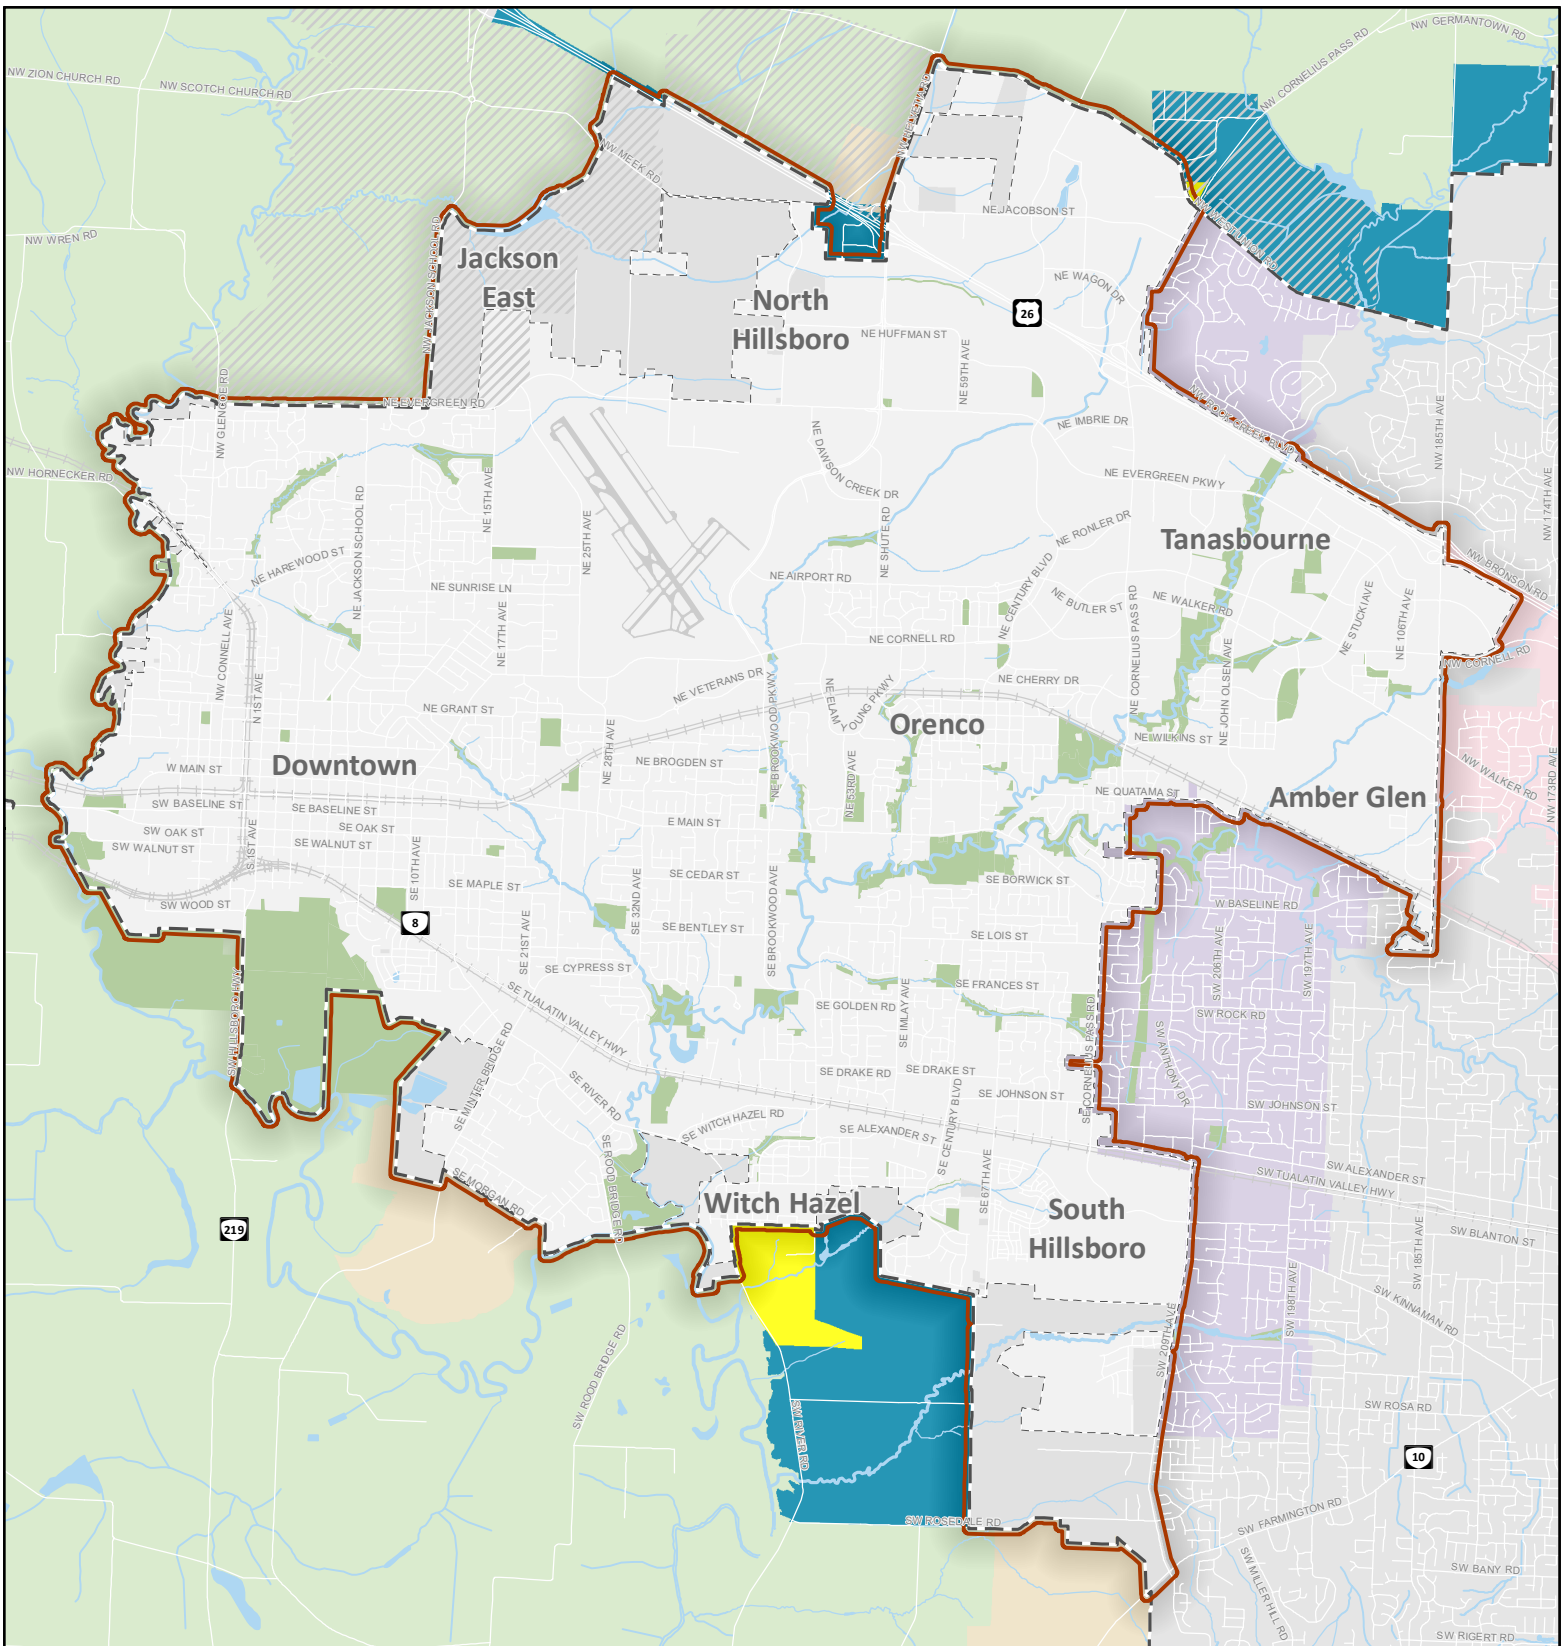 NW GERMANTOWN RD
NW CORNELIUS PASS RD
NW ZION CHURCH RD
NW SCOTCH CHURCH RD
NW HELVETIA RD
NW MEEK RD
NE JACOBSON ST
NW WEST UNION RD
NW WREN RD
NW JACKSON SCHOOL RD
Jackson
East
North
Hillsboro
NE WAGON DR
26
NE HUFFMAN ST
NE 59TH AVE
NW GLENCOE RD
NE EVERGREEN RD
NW ROCK CREEK BLVD
NW 185TH AVE
NE IMBRIE DR
NE DAWSON CREEK DR
NW HORNECKER RD
NE EVERGREEN PKWY
NW 174TH AVE
NE 15TH AVE
NE JACKSON SCHOOL RD
NE 25TH AVE
NE SHUTE RD
NE RONLER DR
Tanasbourne
NE HAREWOOD ST
NE SUNRISE LN
NE AIRPORT RD
NE CENTURY BLVD
NE BUTLER ST
NE CORNELIUS PASS RD
NE WALKER RD
NE STUCKI AVE
NE 106TH AVE
NW BRONSON RD
NE 17TH AVE
NE CORNELL RD
NW CONNELL AVE
NE JOHN OLSEN AVE
NW CORNELL RD
N 1ST AVE
NE VETERANS DR
NE CHERRY DR
NE GRANT ST
NE BROOKWOOD PKWY
NE ELAM
YOUNG PKWY
Orenco
NE WILKINS ST
NE 28TH AVE
Downtown
W MAIN ST
NE BROGDEN ST
NE 53RD AVE
NE QUATAMA ST
Amber Glen
NW WALKER RD
NW 173RD AVE
SW BASELINE ST
SE BASELINE ST
SW OAK ST
SE OAK ST
E MAIN ST
SW WALNUT ST
SE WALNUT ST
S 1ST AVE
SE 10TH AVE
SE MAPLE ST
SE CEDAR ST
SE BORWICK ST
SW WOOD ST
8
SE 32ND AVE
SE BROOKWOOD AVE
W BASELINE RD
SE 21ST AVE
SE BENTLEY ST
SE LOIS ST
SW 206TH AVE
SW 197TH AVE
SE CYPRESS ST
SW HILLSBORO HWY
SE TUALATIN VALLEY HWY
SE GOLDEN RD
SE IMLAY AVE
SE FRANCES ST
SE CORNELIUS PASS RD
SW ROCK RD
SW ANTHONY DR
SE MINTER BRIDGE RD
SE RIVER RD
SE DRAKE RD
SE DRAKE ST
SE JOHNSON ST
SW JOHNSON ST
SE WITCH HAZEL RD
SE ALEXANDER ST
SE CENTURY BLVD
SE ROOD BRIDGE RD
SE MORGAN RD
SE 67TH AVE
SW ALEXANDER ST
SW TUALATIN VALLEY HWY
Witch Hazel
South
Hillsboro
219
SW BLANTON ST
SW 185TH AVE
SW 198TH AVE
SW KINNAMAN RD
SW 209TH AVE
SW ROOD BRIDGE RD
SW RIVER RD
SW ROSA RD
10
SW ROSEDALE RD
SW FARMINGTON RD
SW MILLER HILL RD
SW BANY RD
SW RIGERT RD